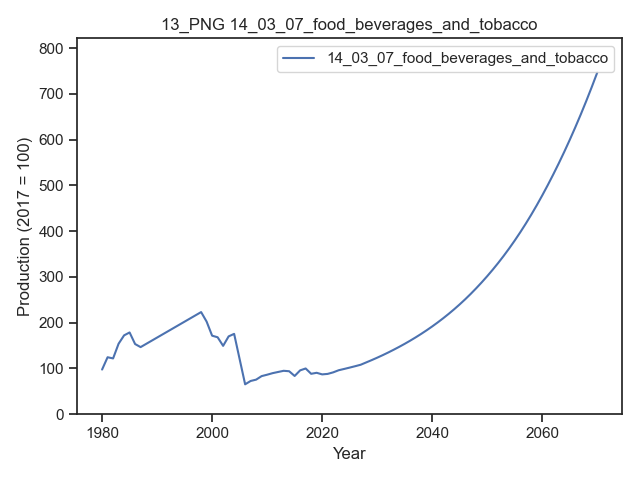 13_PNG 14_03_07_food_beverages_and_tobacco
14_03_07_food_beverages_and_tobacco
Production (2017 = 100)
800
700
600
500
400
300
200
100
0
1980 2000 2020 2040 2060
Year